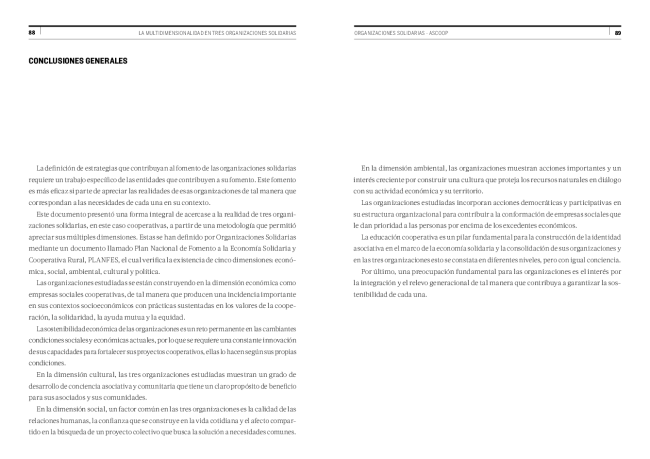 88
LA MULTIDIMENSIONALIDAD EN TRES ORGANIZACIONES SOLIDARIAS
CONCLUSIONES GENERALES
La definición de estrategias que contribuyan al fomento de las organizaciones solidarias
requiere un trabajo específico de las entidades que contribuyen a su fomento. Este fomento
es más eficaz si parte de apreciar las realidades de esas organizaciones de tal manera que
correspondan a las necesidades de cada una en su contexto.
Este documento presentó una forma integral de acercase a la realidad de tres organi-
zaciones solidarias, en este caso cooperativas, a partir de una metodología que permitió
apreciar sus múltiples dimensiones. Estas se han definido por Organizaciones Solidarias
mediante un documento llamado Plan Nacional de Fomento a la Economía Solidaria y
Cooperativa Rural, PLANFES, el cual verifica la existencia de cinco dimensiones: econó-
mica, social, ambiental, cultural y política.
Las organizaciones estudiadas se están construyendo en la dimensión económica como
empresas sociales cooperativas, de tal manera que producen una incidencia importante
en sus contextos socioeconómicos con prácticas sustentadas en los valores de la coope-
ración, la solidaridad, la ayuda mutua y la equidad.
La sostenibilidad económica de las organizaciones es un reto permanente en las cambiantes
condiciones sociales y económicas actuales, por lo que se requiere una constante innovación
de sus capacidades para fortalecer sus proyectos cooperativos, ellas lo hacen según sus propias
condiciones.
En la dimensión cultural, las tres organizaciones estudiadas muestran un grado de
desarrollo de conciencia asociativa y comunitaria que tiene un claro propósito de beneficio
para sus asociados y sus comunidades.
En la dimensión social, un factor común en las tres organizaciones es la calidad de las
relaciones humanas, la confianza que se construye en la vida cotidiana y el afecto compar-
tido en la búsqueda de un proyecto colectivo que busca la solución a necesidades comunes.
ORGANIZACIONES SOLIDARIAS - ASCOOP
89
En la dimensión ambiental, las organizaciones muestran acciones importantes y un
interés creciente por construir una cultura que proteja los recursos naturales en diálogo
con su actividad económica y su territorio.
Las organizaciones estudiadas incorporan acciones democráticas y participativas en
su estructura organizacional para contribuir a la conformación de empresas sociales que
le dan prioridad a las personas por encima de los excedentes económicos.
La educación cooperativa es un pilar fundamental para la construcción de la identidad
asociativa en el marco de la economía solidaria y la consolidación de sus organizaciones y
en las tres organizaciones esto se constata en diferentes niveles, pero con igual conciencia.
Por último, una preocupación fundamental para las organizaciones es el interés por
la integración y el relevo generacional de tal manera que contribuya a garantizar la sos-
tenibilidad de cada una.